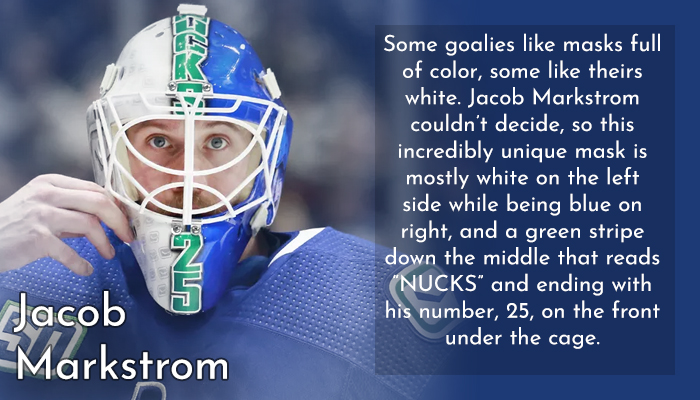 NUCKS
25
Jacob
Markstrom
Some goalies like masks full
of color, some like theirs
white. Jacob Markstrom
couldn't decide, so this
incredibly unique mask is
mostly white on the left
side while being blue on
right, and a green stripe
down the middle that reads
"NUCKS" and ending with
his number, 25, on the front
under the cage.